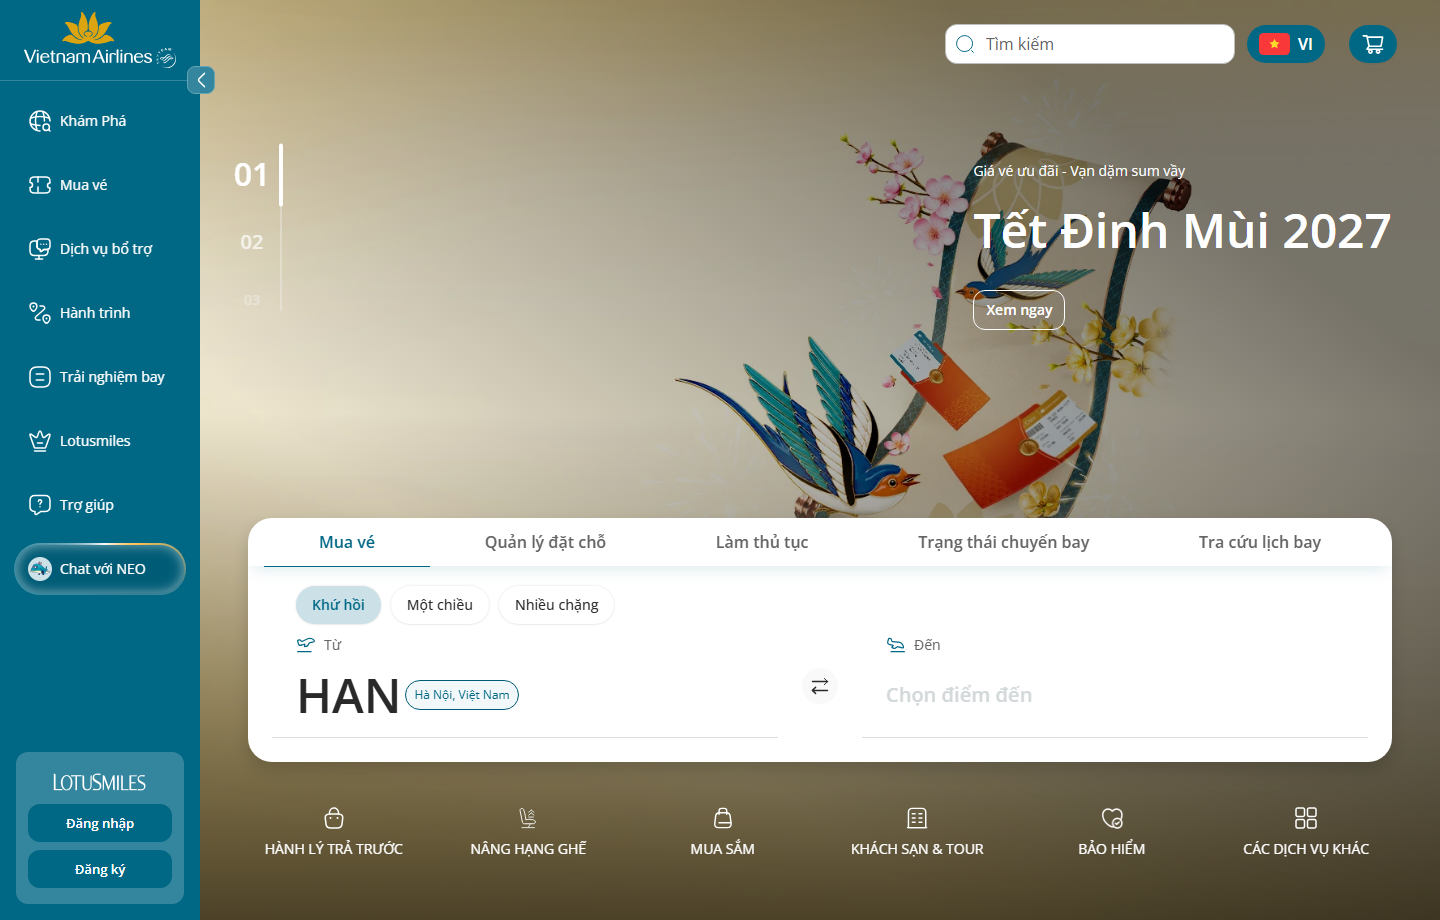 Vietnam Airlines
Khám Phá
Mua vé
Dịch vụ bổ trợ
Hành trình
Trải nghiệm bay
Lotusmiles
Trợ giúp
Chat với NEO
LOTUSMILES
Đăng nhập
Đăng ký
Tìm kiếm
VI
01
02
03
Giá vé ưu đãi - Vạn dặm sum vầy
Tết Đinh Mùi 2027
Xem ngay
Mua vé
Quản lý đặt chỗ
Làm thủ tục
Trạng thái chuyến bay
Tra cứu lịch bay
Khứ hồi
Một chiều
Nhiều chặng
Từ
HAN
Hà Nội, Việt Nam
Đến
Chọn điểm đến
HÀNH LÝ TRẢ TRƯỚC
NÂNG HẠNG GHẾ
MUA SẮM
KHÁCH SẠN & TOUR
BẢO HIỂM
CÁC DỊCH VỤ KHÁC